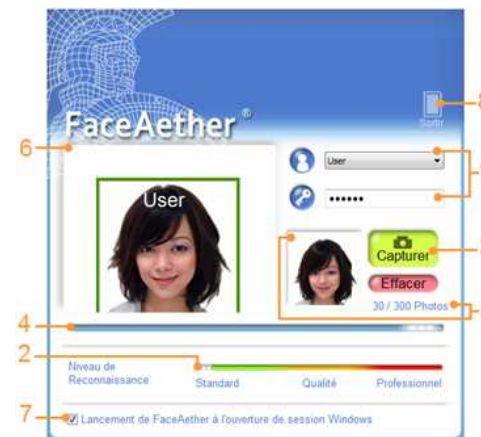 FaceAether®
Sortir
8
6
User
User
••••••
Capturer
Effacer
30 / 300 Photos
4
2
Niveau de
Reconnaissance
Standard
Qualité
Professionnel
7
Lancement de FaceAether à l'ouverture de session Windows